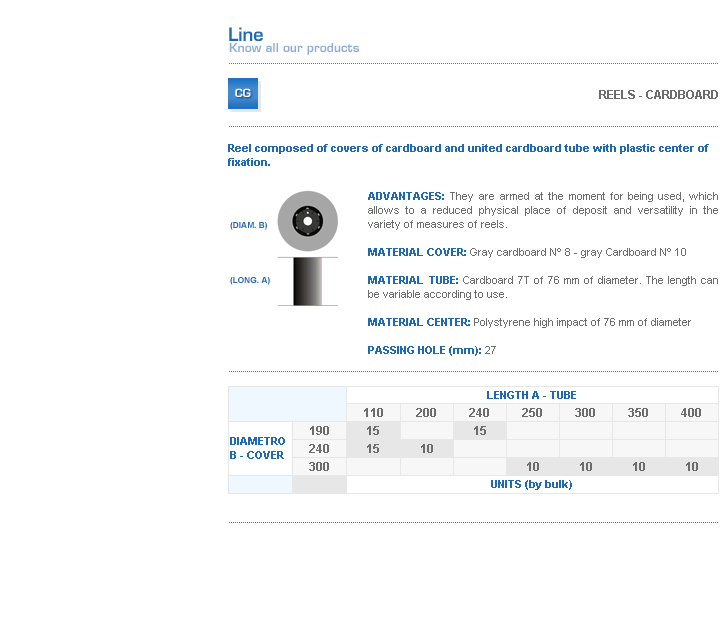 Line
Know all our products
CG
REELS - CARDBOARD
Reel composed of covers of cardboard and united cardboard tube with plastic center of
fixation.
(DIAM. B)
(LONG. A)
ADVANTAGES: They are armed at the moment for being used, which
allows to a reduced physical place of deposit and versatility in the
variety of measures of reels.
MATERIAL COVER: Gray cardboard Nº 8 - gray Cardboard Nº 10
MATERIAL TUBE: Cardboard 7T of 76 mm of diameter. The length can
be variable according to use.
MATERIAL CENTER: Polystyrene high impact of 76 mm of diameter
PASSING HOLE (mm): 27
LENGTH A - TUBE
110 200 240 250 300 350 400
DIAMETRO
B - COVER
190 15 15
240 15 10
300 10 10 10 10
UNITS (by bulk)